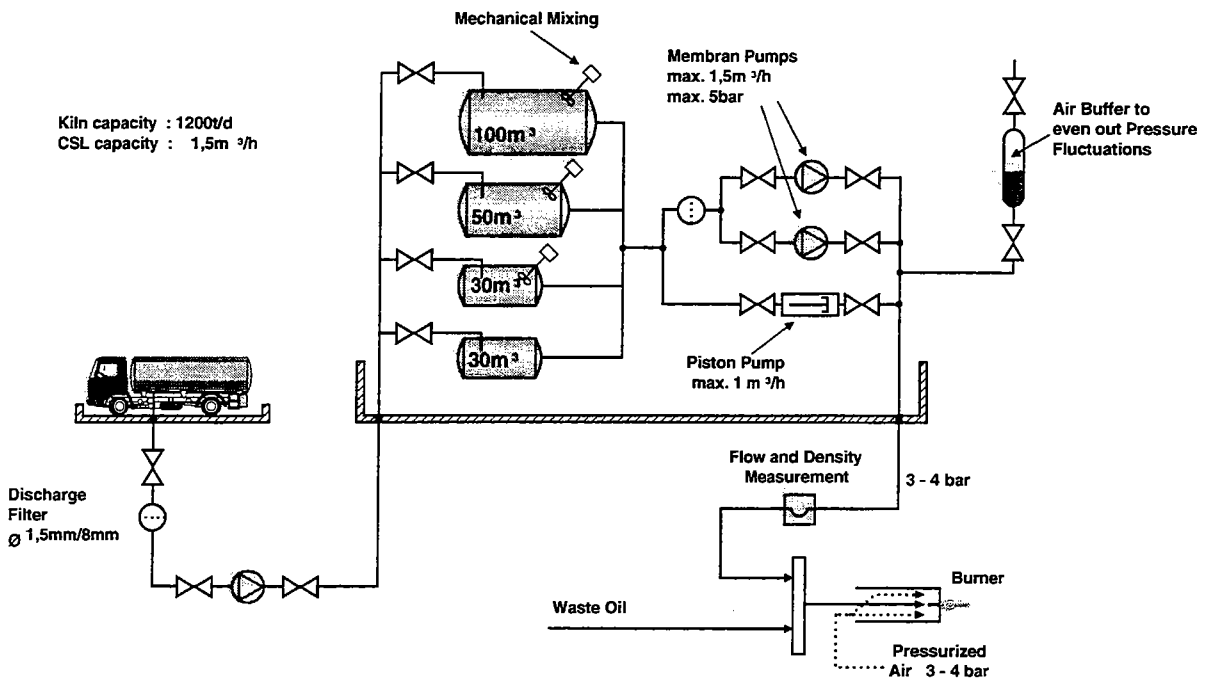 Mechanical Mixing
Membran Pumps
max. 1,5m ³/h
max. 5bar
Air Buffer to
even out Pressure
Fluctuations
Kiln capacity : 1200t/d
CSL capacity : 1,5m ³/h
100m³
50m³
30m³
30m³
Piston Pump
max. 1 m ³/h
Flow and Density
Measurement
3 - 4 bar
Discharge
Filter
Ø 1,5mm/8mm
Burner
Waste Oil
Pressurized
Air 3 - 4 bar